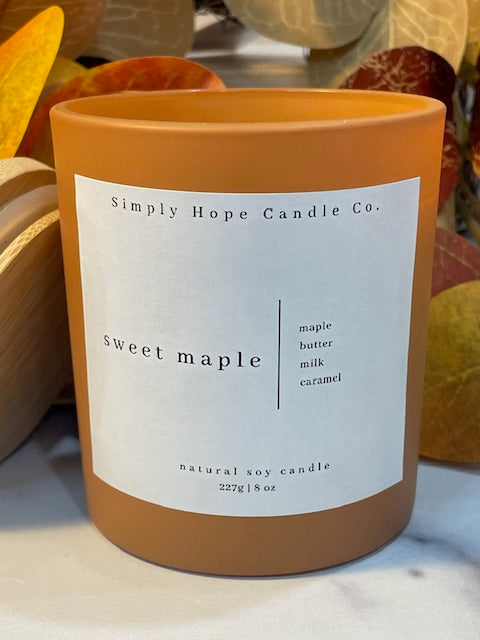 Simply Hope Candle Co.
sweet maple
maple
butter
milk
caramel
natural soy candle
227g | 8 oz